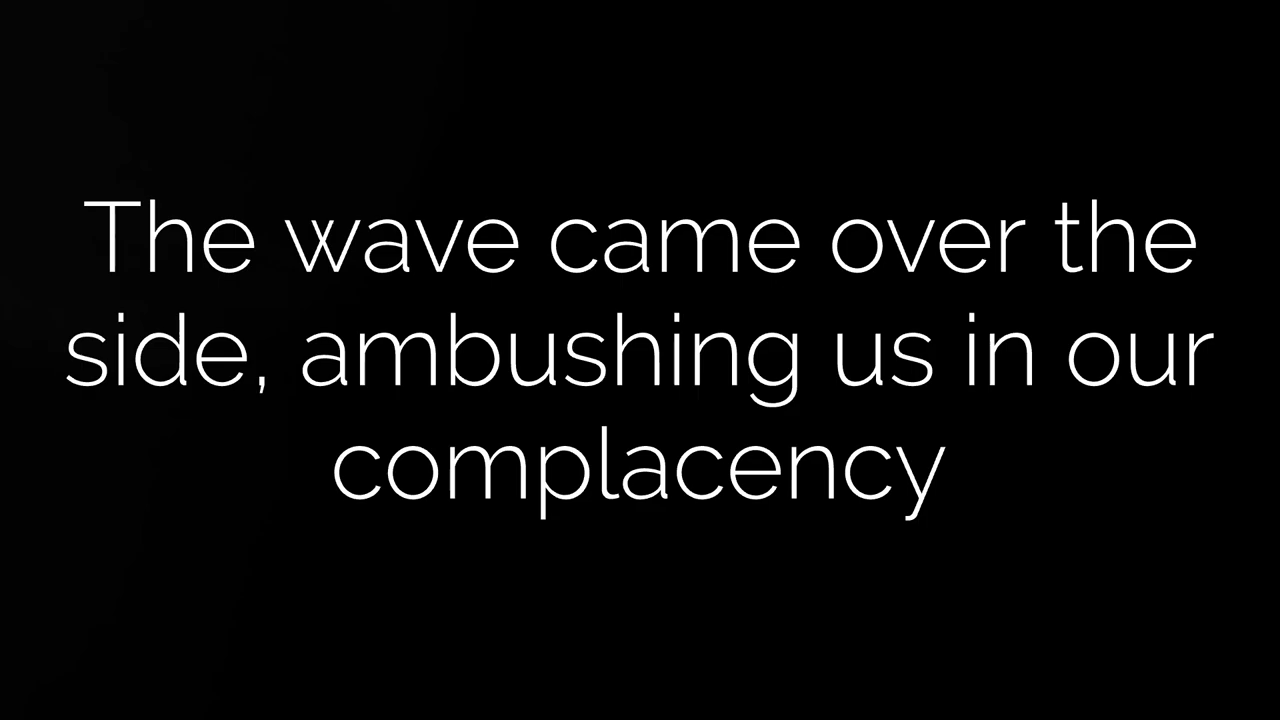 The wave came over the
side, ambushing us in our
complacency